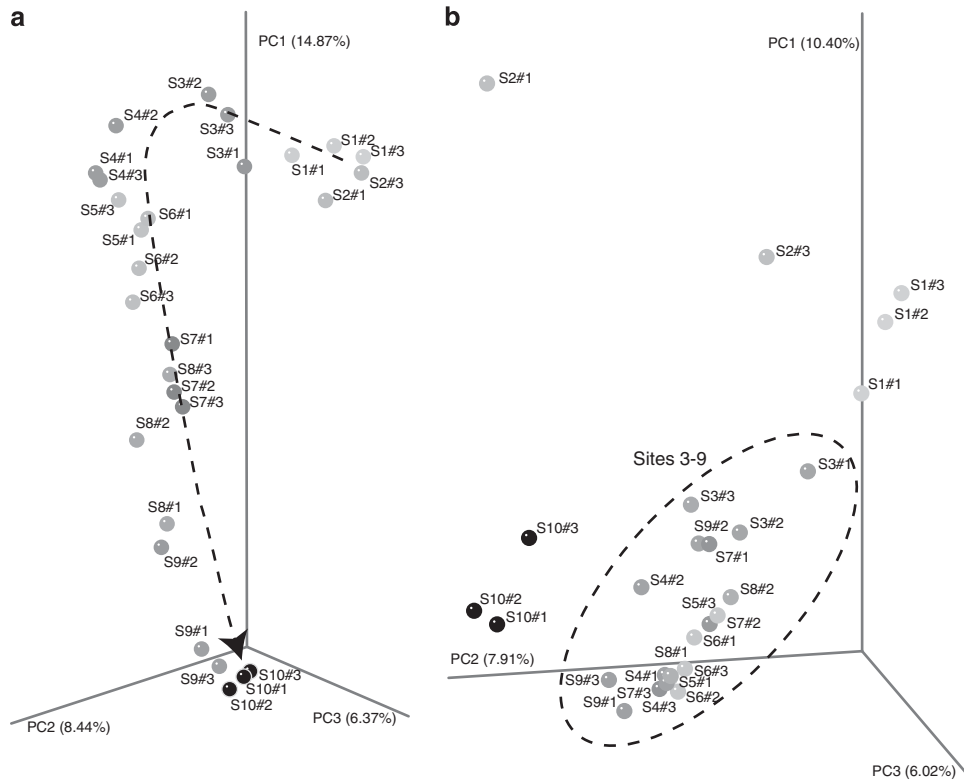 a
PC1 (14.87%)
S3#2
S4#2
S3#3
S1#2
S1#3
S3#1
S1#1
S4#1
S4#3
S2#3
S2#1
S5#3
S6#1
S5#1
S6#2
S6#3
S7#1
S8#3
S7#2
S7#3
S8#2
S8#1
S9#2
S9#1
S9#3
S10#3
S10#1
S10#2
PC3 (6.37%)
PC2 (8.44%)
b
PC1 (10.40%)
S2#1
S2#3
S1#3
S1#2
S1#1
Sites 3-9
S3#1
S3#3
S9#2
S3#2
S7#1
S10#3
S4#2
S8#2
S10#2
S5#3
S10#1
S7#2
S6#1
S8#1
PC2 (7.91%)
S6#3
S9#3
S4#1
S5#1
S7#3
S6#2
S9#1
S4#3
PC3 (6.02%)